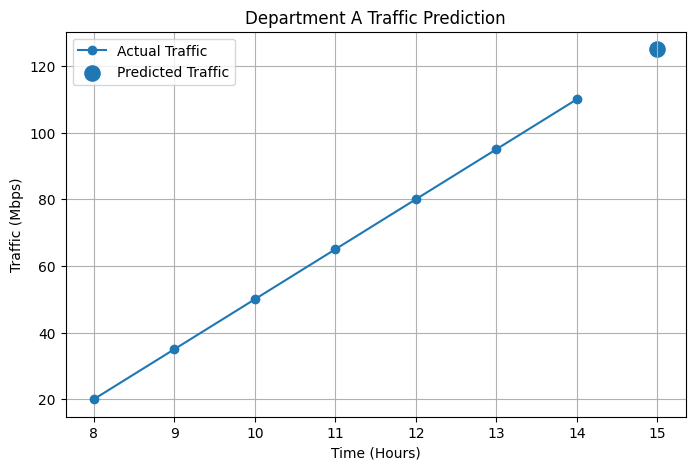 Department A Traffic Prediction
Actual Traffic
Predicted Traffic
Traffic (Mbps)
120
100
80
60
40
20
8 9 10 11 12 13 14 15
Time (Hours)